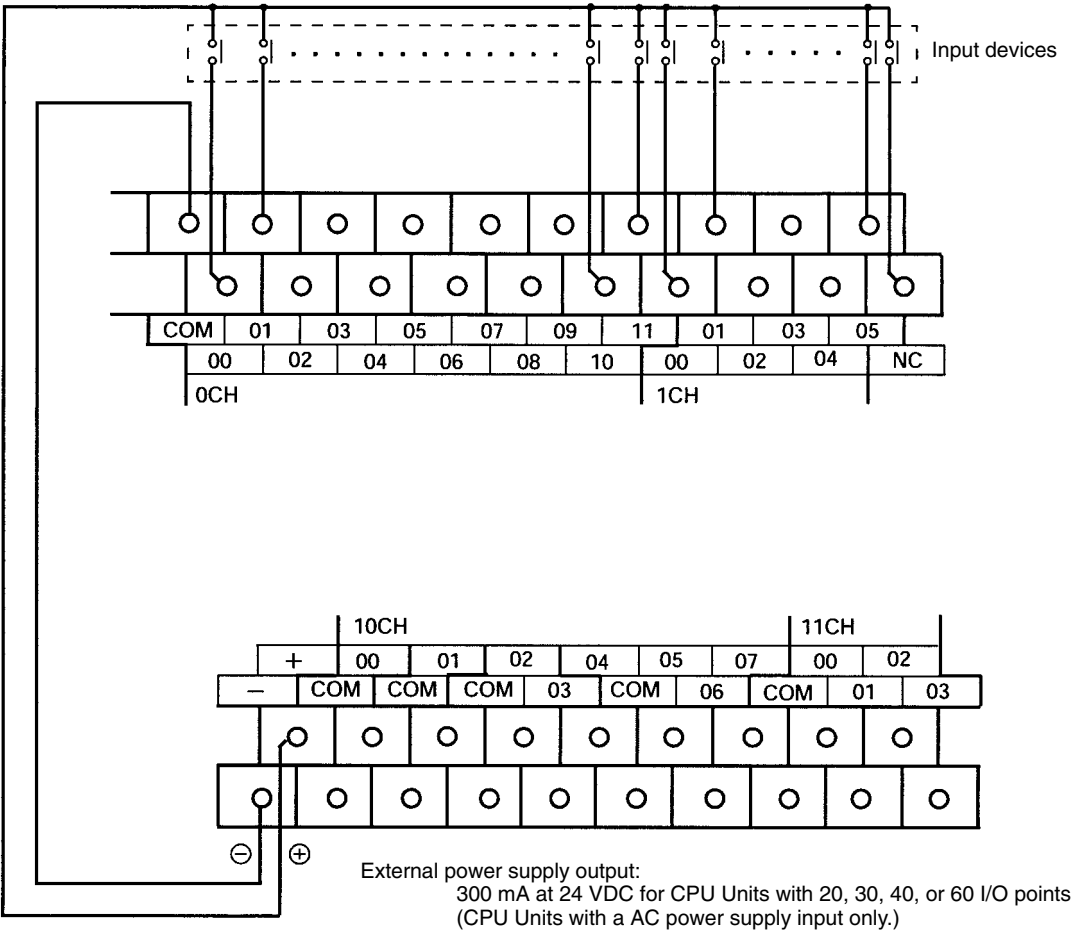 Input devices
COM 01 03 05 07 09 11 01 03 05
00 02 04 06 08 10 00 02 04 NC
0CH 1CH
10CH 11CH
+ 00 01 02 04 05 07 00 02
− COM COM COM 03 COM 06 COM 01 03
⊖ ⊕
External power supply output:
300 mA at 24 VDC for CPU Units with 20, 30, 40, or 60 I/O points
(CPU Units with a AC power supply input only.)